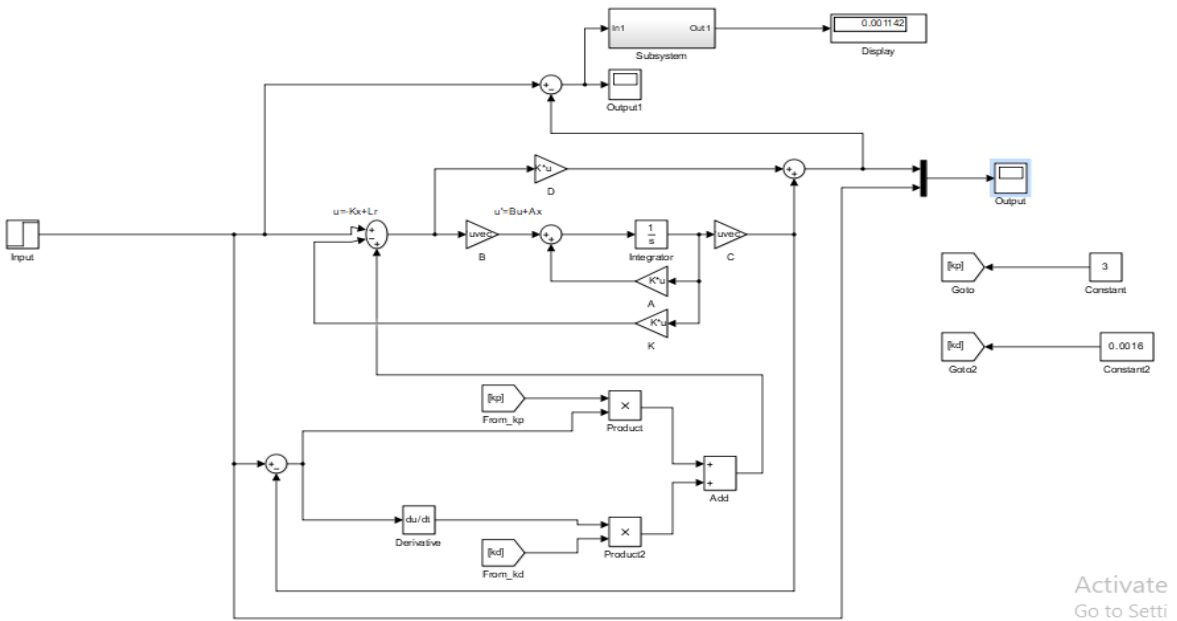 In1
Out1
Subsystem
0.001142
Display
+
-
Output1
K*u
D
+
+
Output
u=-Kx+Lr
u'=Bu+Ax
Input
+
-
+
uvec
B
+
+
1
s
Integrator
uvec
C
K*u
A
K*u
K
[kp]
Goto
3
Constant
[kd]
Goto2
0.0016
Constant2
[kp]
From_kp
×
Product
+
-
+
+
Add
du/dt
Derivative
×
Product2
[kd]
From_kd
Activate
Go to Setti